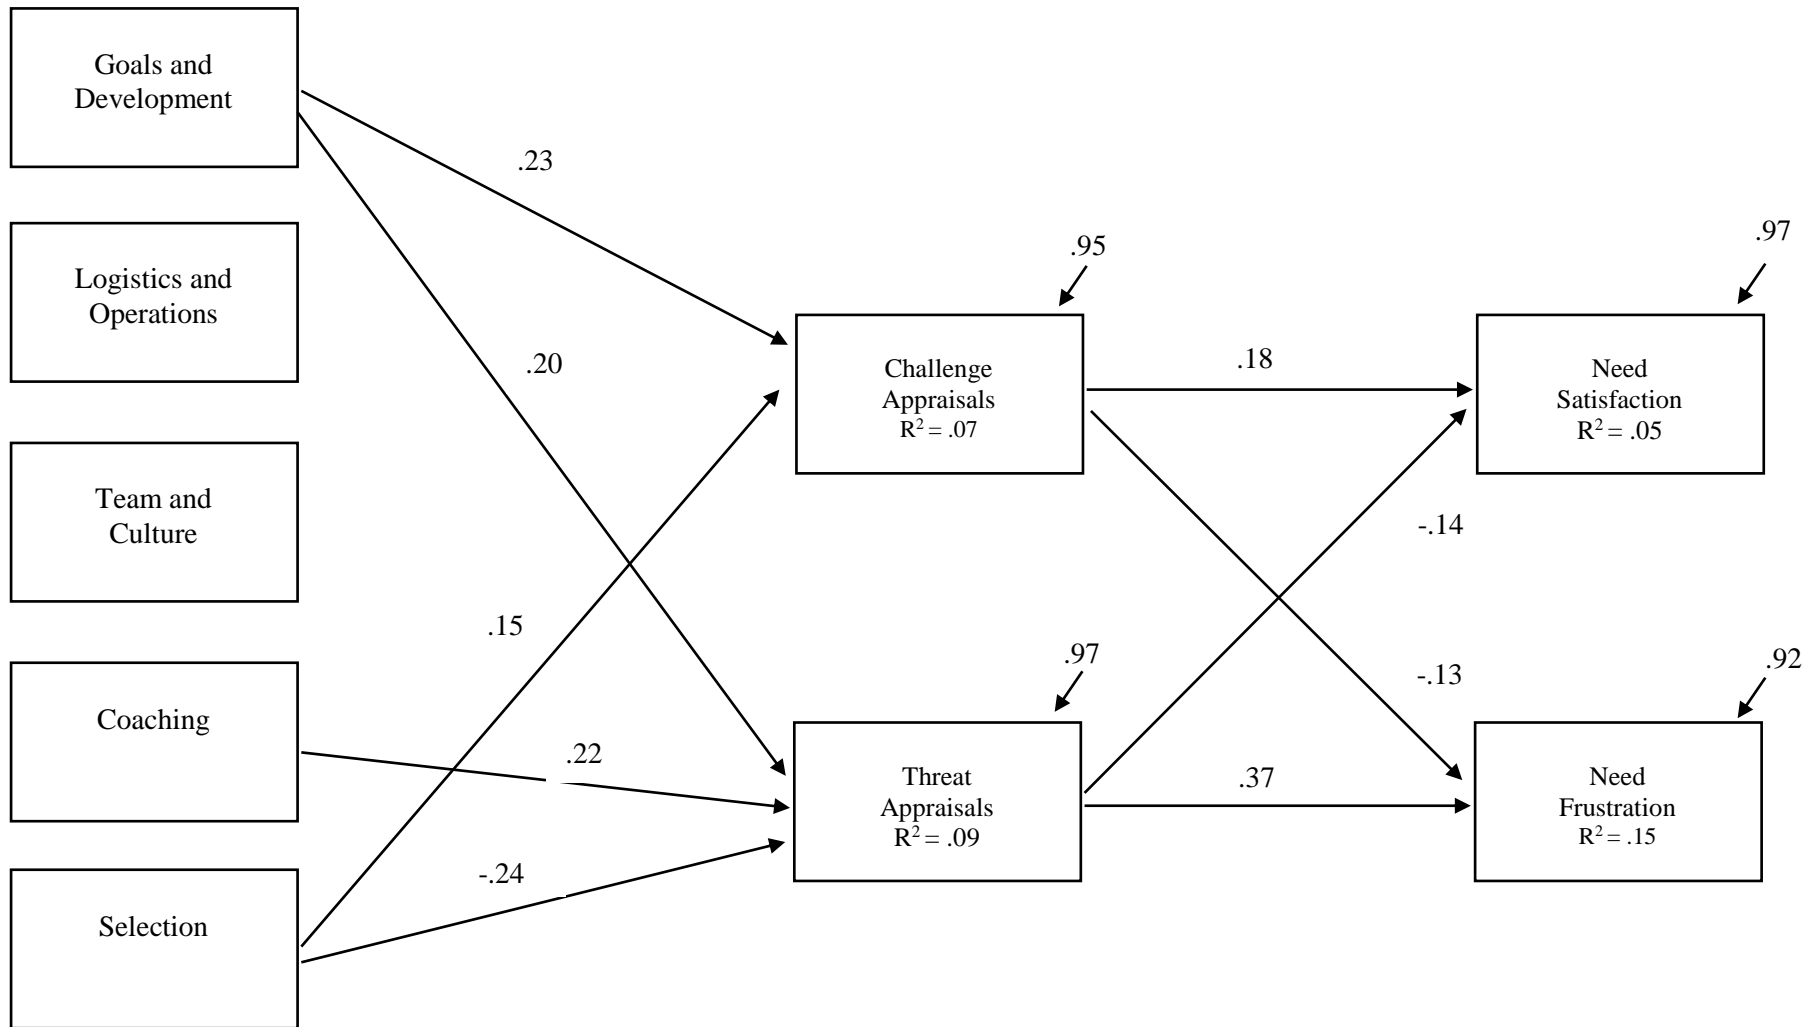 Goals and
Development
.23
Logistics and
Operations
.97
.95
.20
Challenge
Appraisals
R² = .07
.18
Need
Satisfaction
R² = .05
Team and
Culture
-.14
.15
.97
.92
-.13
Coaching
.22
Threat
Appraisals
R² = .09
.37
Need
Frustration
R² = .15
-.24
Selection